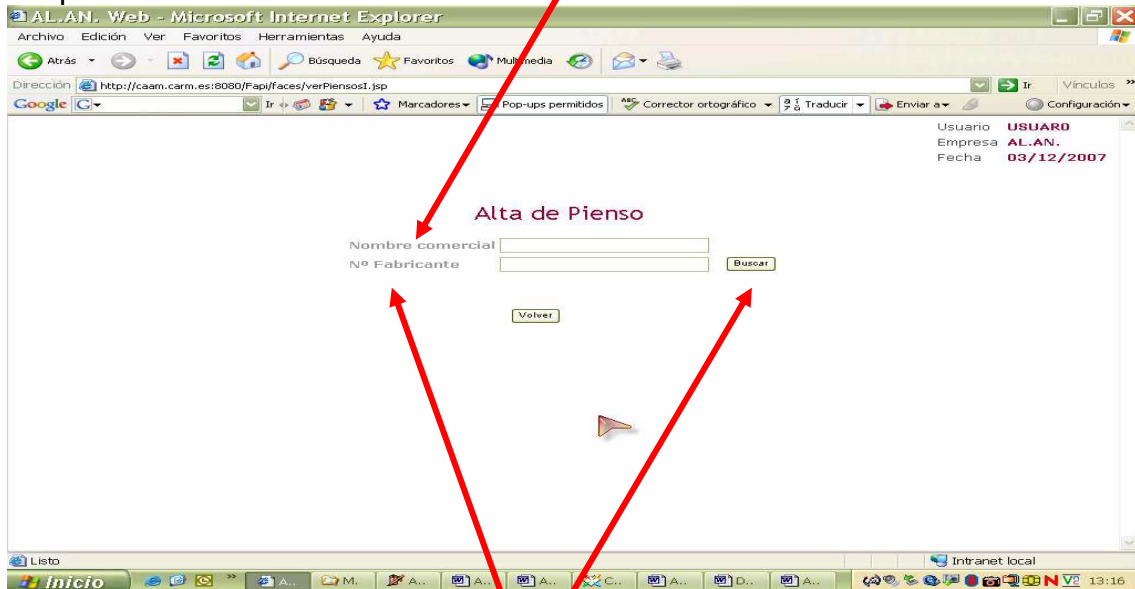 AL.AN. Web - Microsoft Internet Explorer
Archivo Edición Ver Favoritos Herramientas Ayuda
Atrás Búsqueda Favoritos Multimedia
Dirección http://caam.carm.es:8080/Fapi/faces/verPiensosI.jsp Ir Vínculos »
Google G Ir Marcadores Pop-ups permitidos Corrector ortográfico Traducir Enviar a Configuración
Usuario USUARO
Empresa AL.AN.
Fecha 03/12/2007
Alta de Pienso
Nombre comercial
Nº Fabricante Buscar
Volver
Listo Intranet local
Inicio » A.. M. A.. A.. A.. C.. A.. D.. A.. N V2 13:16